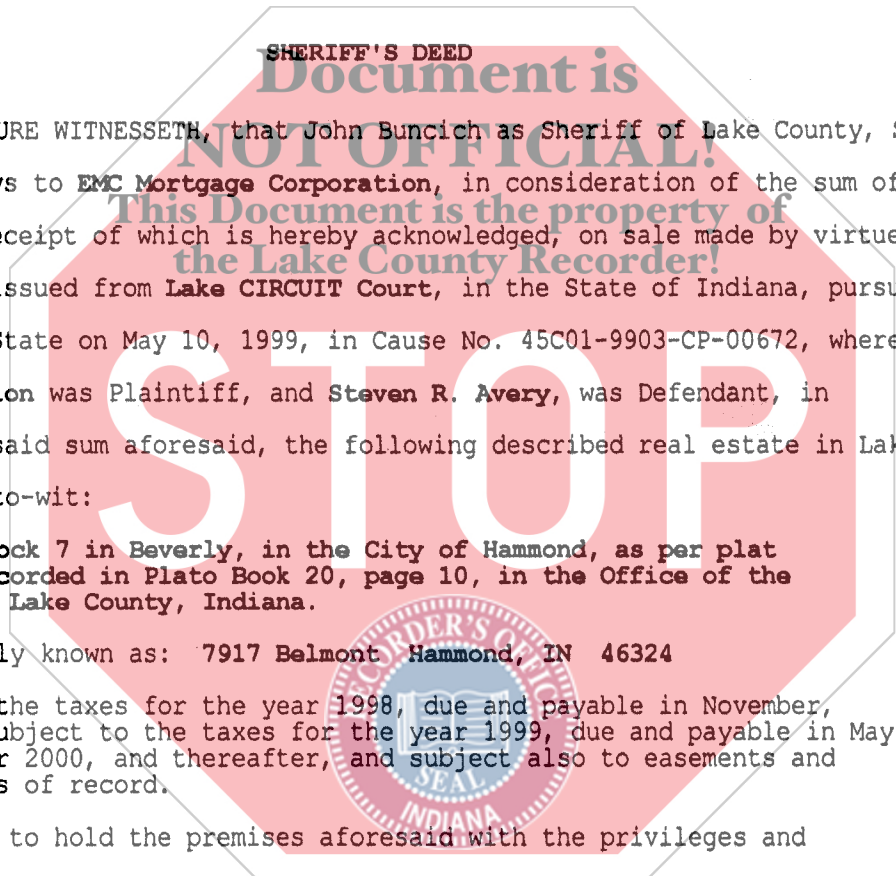 SHERIFF'S DEED
Document is
URE WITNESSETH, that John Buncich as Sheriff of Lake County, S
NOT OFFICIAL!
ys to EMC Mortgage Corporation, in consideration of the sum of
This Document is the property of
eceipt of which is hereby acknowledged, on sale made by virtue
the Lake County Recorder!
issued from Lake CIRCUIT Court, in the State of Indiana, pursu
State on May 10, 1999, in Cause No. 45C01-9903-CP-00672, where
STOP
on was Plaintiff, and Steven R. Avery, was Defendant, in
said sum aforesaid, the following described real estate in Lak
to-wit:
ock 7 in Beverly, in the City of Hammond, as per plat
corded in Plato Book 20, page 10, in the Office of the
Lake County, Indiana.
ly known as: 7917 Belmont Hammond, IN 46324
the taxes for the year 1998, due and payable in November,
ubject to the taxes for the year 1999, due and payable in May
r 2000, and thereafter, and subject also to easements and
s of record.
to hold the premises aforesaid with the privileges and
RECORDER'S OFFICE
SEAL
INDIANA